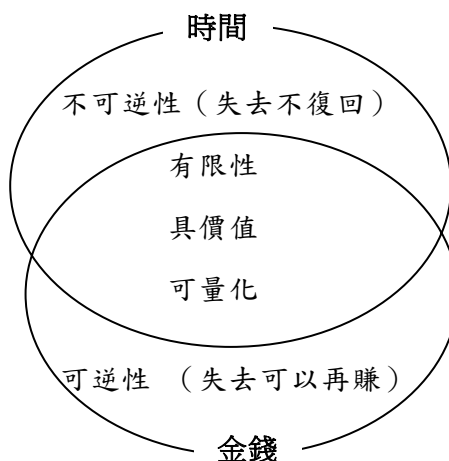 時間
不可逆性（失去不復回）
有限性
具價值
可量化
可逆性 （失去可以再賺）
金錢